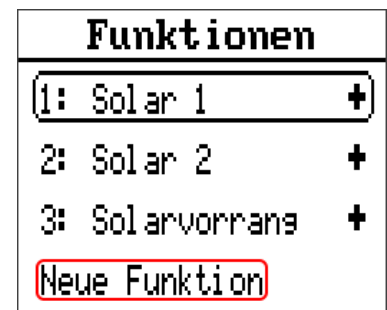 Funktionen
1: Solar 1 +
2: Solar 2 +
3: Solarvorrang +
Neue Funktion